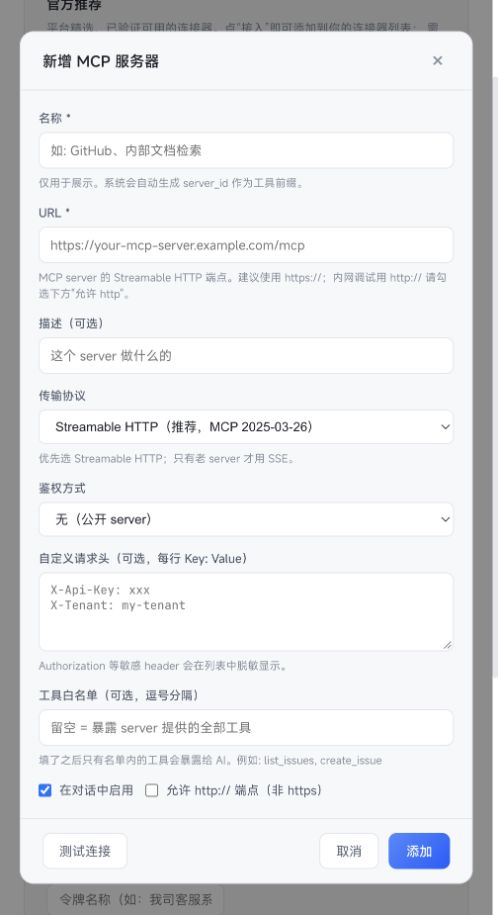 官方推荐
平台精选、已验证可用的连接器，点"接入"即可添加到你的连接器列表；需
新增 MCP 服务器
×
名称 *
如: GitHub、内部文档检索
仅用于展示。系统会自动生成 server_id 作为工具前缀。
URL *
https://your-mcp-server.example.com/mcp
MCP server 的 Streamable HTTP 端点。建议使用 https://；内网调试用 http:// 请勾
选下方"允许 http"。
描述（可选）
这个 server 做什么的
传输协议
Streamable HTTP（推荐，MCP 2025-03-26）
优先选 Streamable HTTP；只有老 server 才用 SSE。
鉴权方式
无（公开 server）
自定义请求头（可选，每行 Key: Value）
X-Api-Key: xxx
X-Tenant: my-tenant
Authorization 等敏感 header 会在列表中脱敏显示。
工具白名单（可选，逗号分隔）
留空 = 暴露 server 提供的全部工具
填了之后只有名单内的工具会暴露给 AI。例如: list_issues, create_issue
在对话中启用 允许 http:// 端点（非 https）
测试连接 取消 添加
令牌名称（如：我司客服系